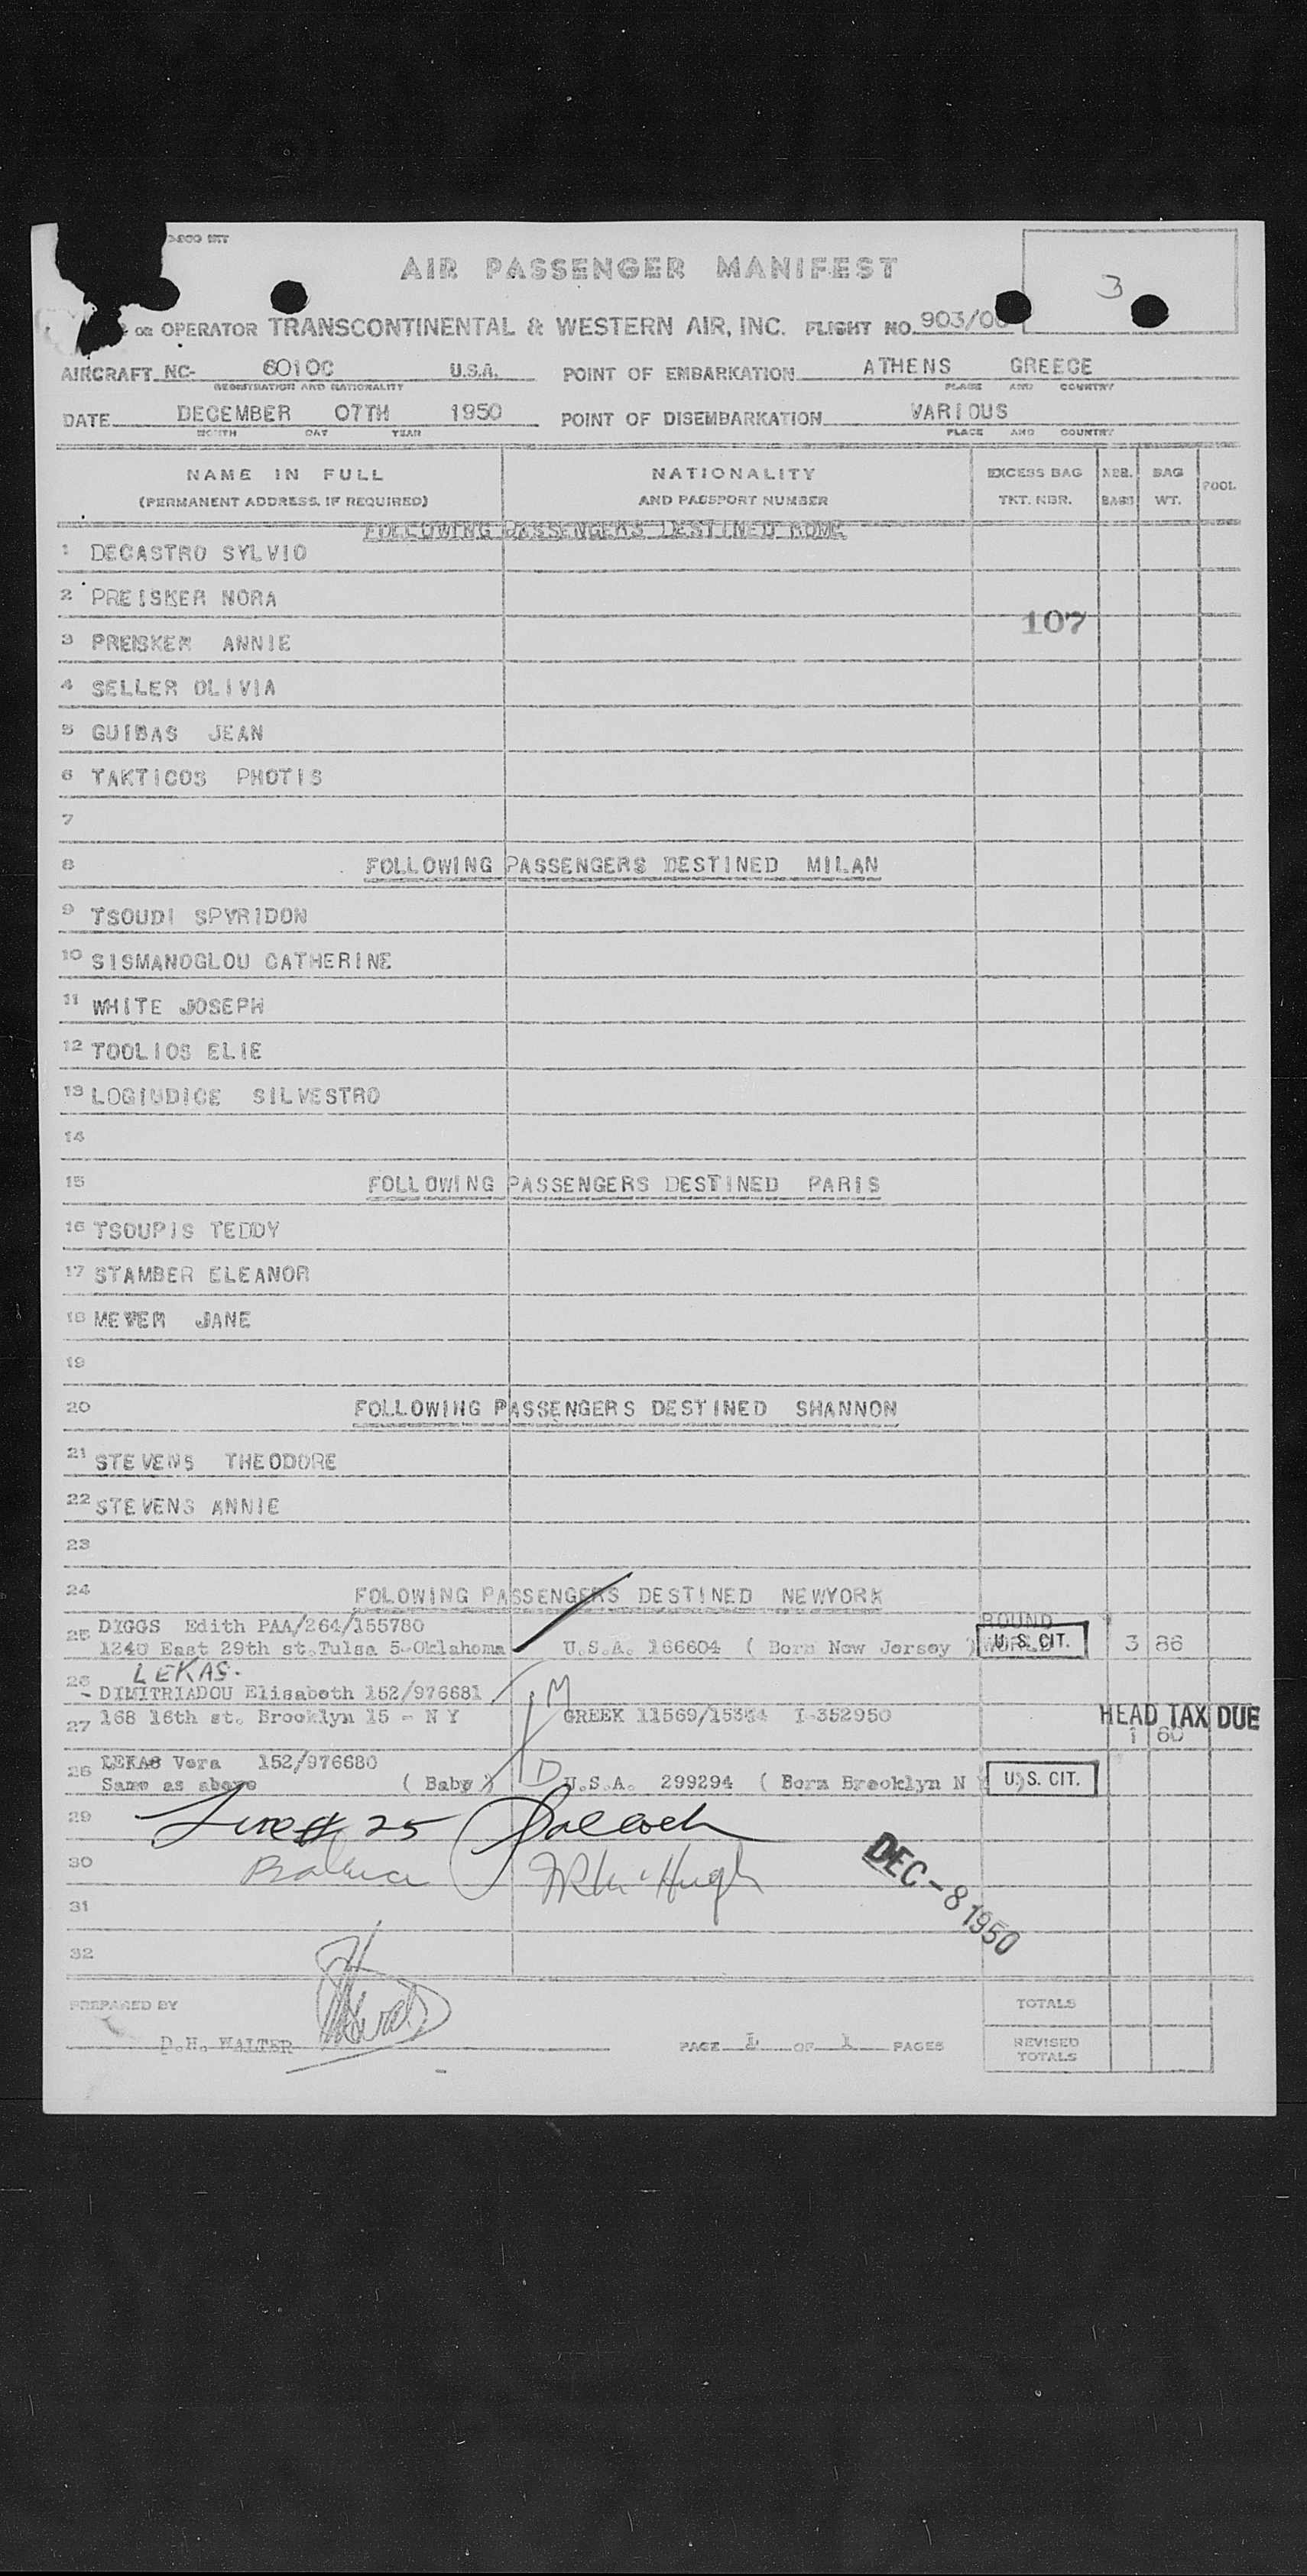 AIR PASSENGER MANIFEST
3
OR OPERATOR TRANSCONTINENTAL & WESTERN AIR, INC. FLIGHT NO. 903/0
AIRCRAFT NC- 6010C U.S.A. POINT OF EMBARKATION ATHENS GREECE
REGISTRATION AND NATIONALITY PLACE AND COUNTRY
DATE DECEMBER 07TH 1950 POINT OF DISEMBARKATION VARIOUS
MONTH DAY YEAR PLACE AND COUNTRY
NAME IN FULL NATIONALITY EXCESS BAG NBR. BAG POOL
(PERMANENT ADDRESS, IF REQUIRED) AND PASSPORT NUMBER TKT. NBR. BAGS WT.
FOLLOWING PASSENGERS DESTINED ROME
1 DECASTRO SYLVIO
2 PREISKER NORA
107
3 PREISKER ANNIE
4 SELLER OLIVIA
5 GUIBAS JEAN
6 TAKTICOS PHOTIS
7
8 FOLLOWING PASSENGERS DESTINED MILAN
9 TSOUDI SPYRIDON
10 SISMANOGLOU CATHERINE
11 WHITE JOSEPH
12 TOOLIOS ELIE
13 LOGIUDICE SILVESTRO
14
15 FOLLOWING PASSENGERS DESTINED PARIS
16 TSOUPIS TEDDY
17 STAMBER ELEANOR
18 MEYER JANE
19
20 FOLLOWING PASSENGERS DESTINED SHANNON
21 STEVENS THEODORE
22 STEVENS ANNIE
23
24 FOLOWING PASSENGERS DESTINED NEWYORK
DIGGS Edith PAA/264/155780 ROUND
25 1240 East 29th st.Tulsa 5-Oklahoma U.S.A. 166604 ( Born New Jersey ) U. S. CIT. 3 86
LEKAS.
26 DIMITRIADOU Elisabeth 152/976681 M
27 168 16th st. Brooklyn 15 - N Y GREEK 11569/15354 I-352950 HEAD TAX DUE
1 60
28 LEKAS Vera 152/976680
Same as above ( Baby ) D U.S.A. 299294 ( Born Brooklyn N Y) U. S. CIT.
29 Line # 25
30 McHugh
DEC-8 1950
31
32
PREPARED BY TOTALS
D.H. WALTER PAGE 1 OF 1 PAGES REVISED TOTALS